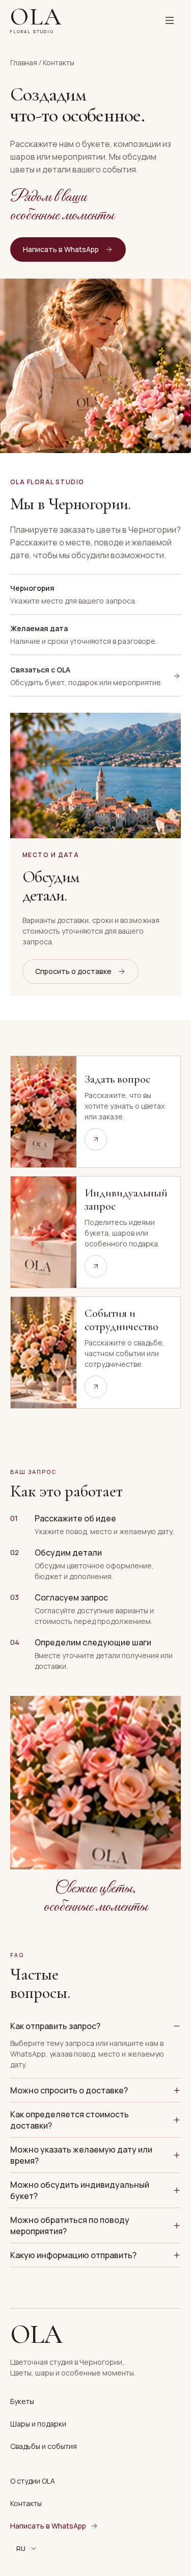 OLA
FLORAL STUDIO
Главная / Контакты
Создадим
что-то особенное.
Расскажите нам о букете, композиции из
шаров или мероприятии. Мы обсудим
цветы и детали вашего события.
Рядом в ваши
особенные моменты
Написать в WhatsApp →
OLA
OLA FLORAL STUDIO
Мы в Черногории.
Планируете заказать цветы в Черногории?
Расскажите о месте, поводе и желаемой
дате, чтобы мы обсудили возможности.
Черногория
Укажите место для вашего запроса.
Желаемая дата
Наличие и сроки уточняются в разговоре.
Связаться с OLA
Обсудить букет, подарок или мероприятие.
→
МЕСТО И ДАТА
Обсудим
детали.
Варианты доставки, сроки и возможная
стоимость уточняются для вашего
запроса.
Спросить о доставке →
OLA
Задать вопрос
Расскажите, что вы
хотите узнать о цветах
или заказе.
OLA
Индивидуальный
запрос
Поделитесь идеями
букета, шаров или
особенного подарка.
OLA
События и
сотрудничество
Расскажите о свадьбе,
частном событии или
сотрудничестве.
ВАШ ЗАПРОС
Как это работает
01 Расскажите об идее
Укажите повод, место и желаемую дату.
02 Обсудим детали
Обсудим цветочное оформление,
бюджет и дополнения.
03 Согласуем запрос
Согласуйте доступные варианты и
стоимость перед продолжением.
04 Определим следующие шаги
Вместе уточните детали получения или
доставки.
OLA
Свежие цветы,
особенные моменты
FAQ
Частые
вопросы.
Как отправить запрос? −
Выберите тему запроса или напишите нам в
WhatsApp, указав повод, место и желаемую
дату.
Можно спросить о доставке? +
Как определяется стоимость
доставки? +
Можно указать желаемую дату или
время? +
Можно обсудить индивидуальный
букет? +
Можно обратиться по поводу
мероприятия? +
Какую информацию отправить? +
OLA
Цветочная студия в Черногории.
Цветы, шары и особенные моменты.
Букеты
Шары и подарки
Свадьбы и события
О студии OLA
Контакты
Написать в WhatsApp →
RU